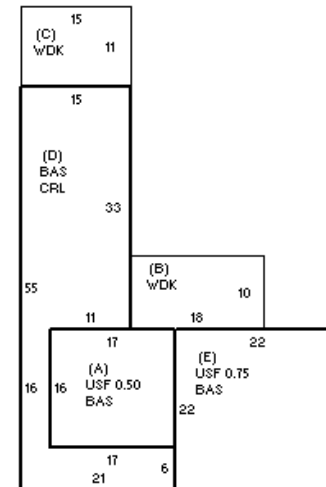 15
(C)
WDK
11
15
(D)
BAS
CRL
33
(B)
WDK
10
55
11
18
17
22
(A)
USF 0.50
BAS
(E)
USF 0.75
BAS
16
16
22
17
6
21